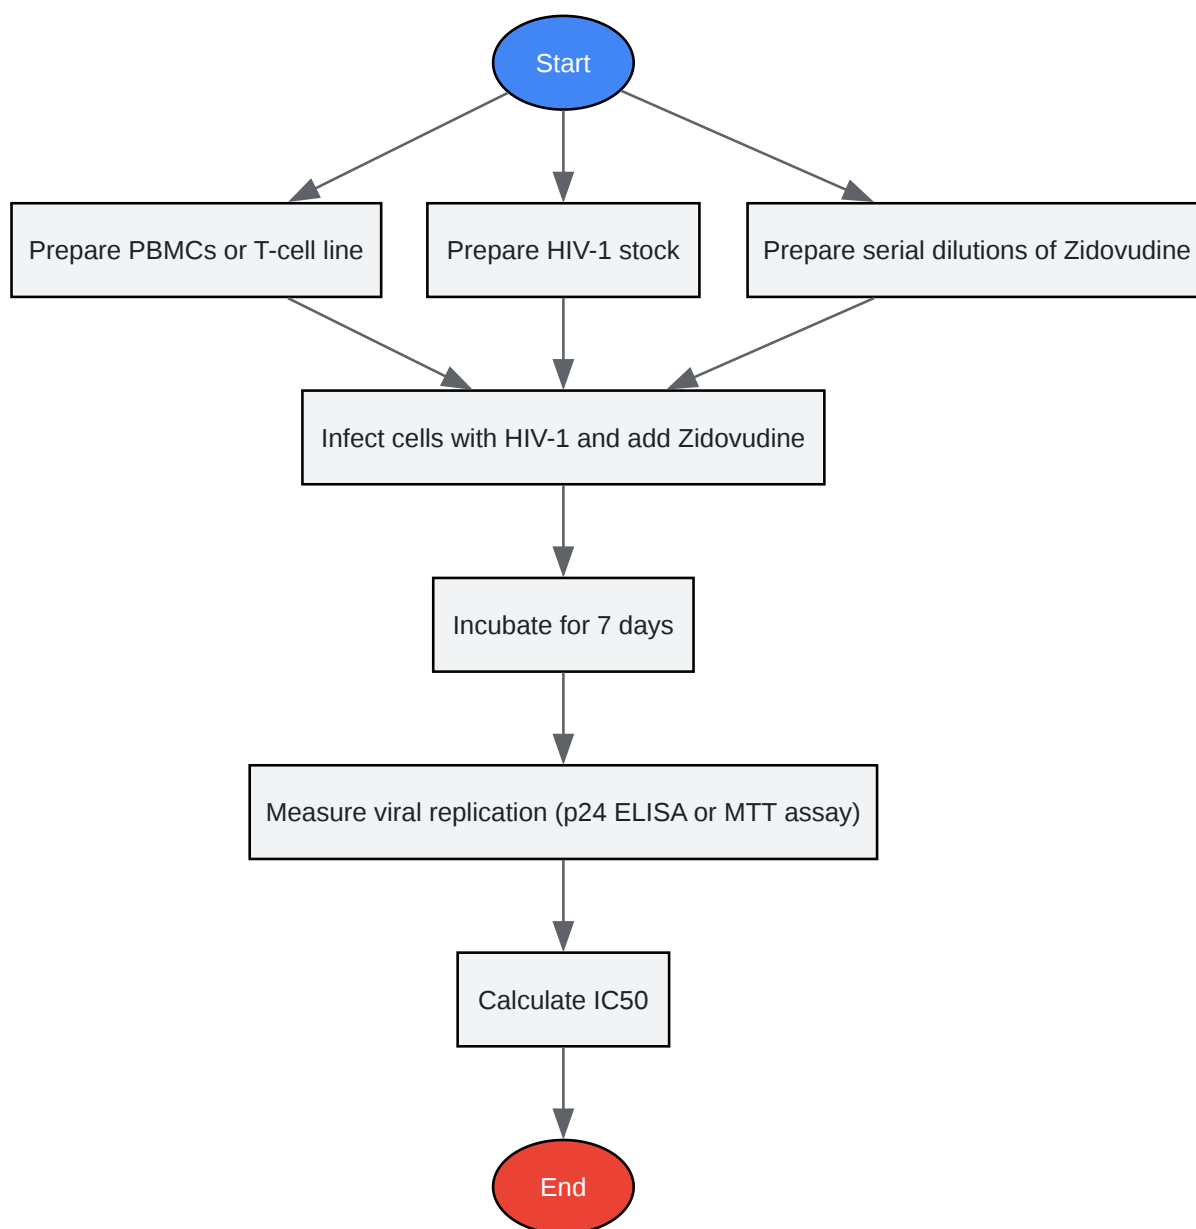 Start
Prepare PBMCs or T-cell line
Prepare HIV-1 stock
Prepare serial dilutions of Zidovudine
Infect cells with HIV-1 and add Zidovudine
Incubate for 7 days
Measure viral replication (p24 ELISA or MTT assay)
Calculate IC50
End